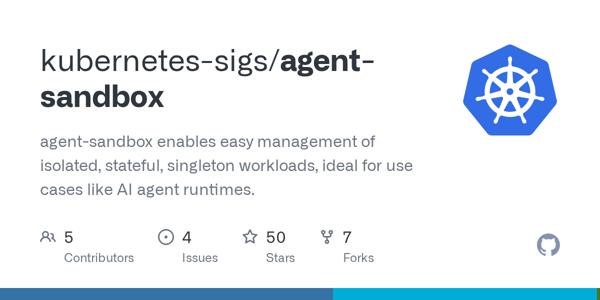 kubernetes-sigs/agent-
sandbox
agent-sandbox enables easy management of
isolated, stateful, singleton workloads, ideal for use
cases like AI agent runtimes.
5
Contributors
4
Issues
50
Stars
7
Forks